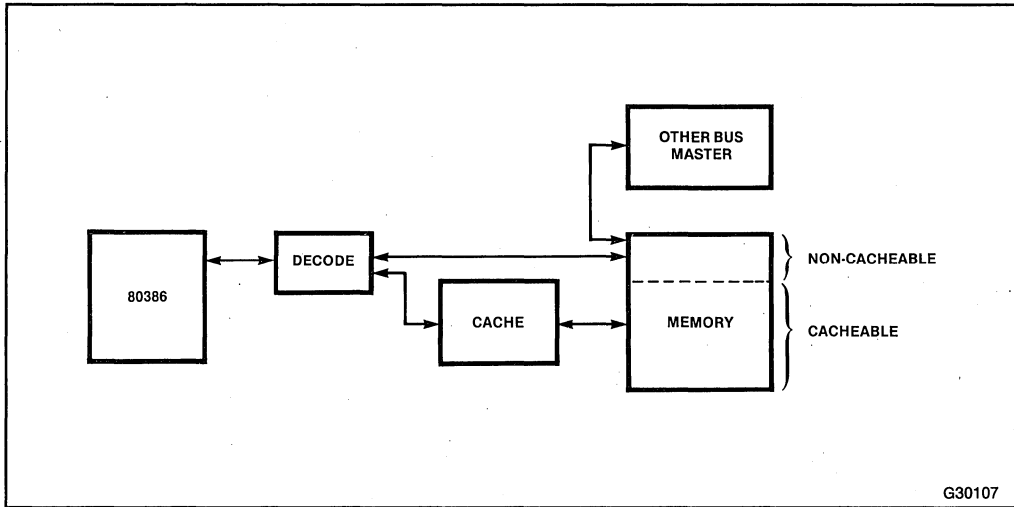 OTHER BUS
MASTER
80386
DECODE
CACHE
MEMORY
NON-CACHEABLE
CACHEABLE
G30107